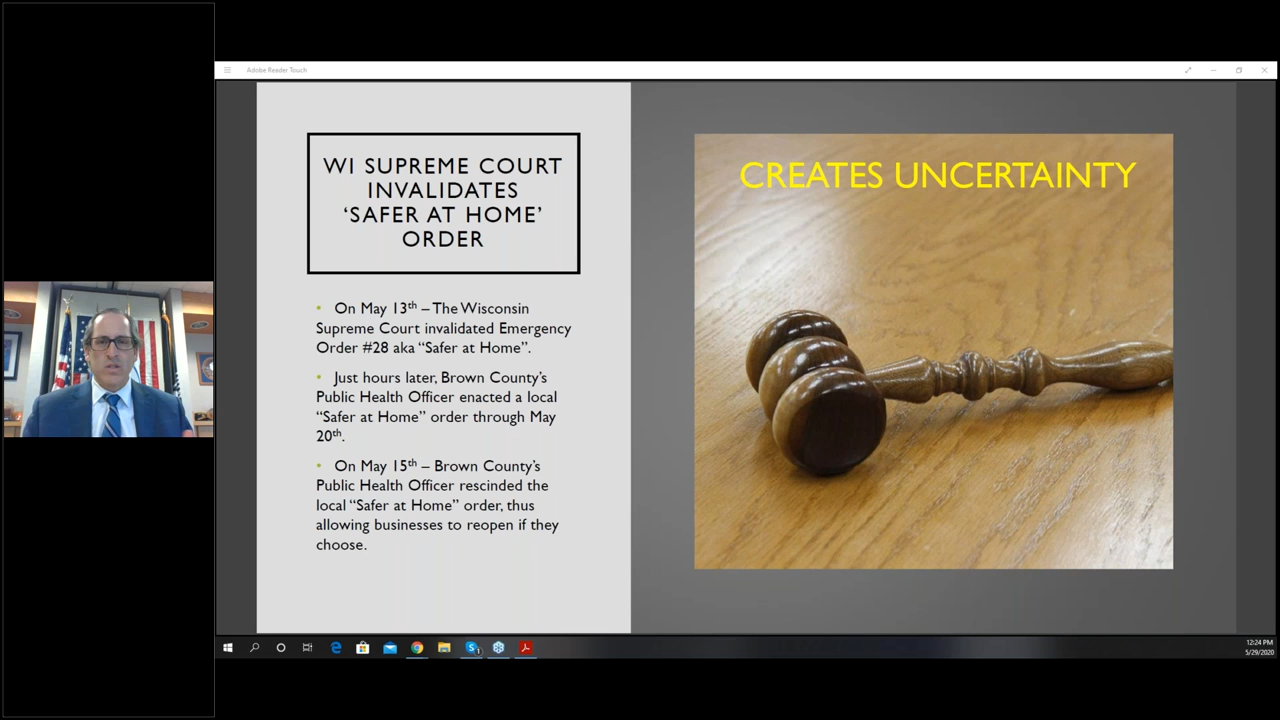 Adobe Reader Touch
WI SUPREME COURT
INVALIDATES
‘SAFER AT HOME’
ORDER
• On May 13th – The Wisconsin
Supreme Court invalidated Emergency
Order #28 aka “Safer at Home”.
• Just hours later, Brown County’s
Public Health Officer enacted a local
“Safer at Home” order through May
20th.
• On May 15th – Brown County’s
Public Health Officer rescinded the
local “Safer at Home” order, thus
allowing businesses to reopen if they
choose.
CREATES UNCERTAINTY
12:24 PM
5/29/2020